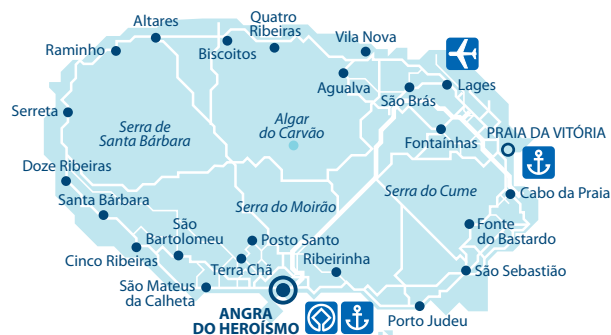 Altares
Quatro
Ribeiras
Raminho
Biscoitos
Vila Nova
Agualva
Lages
São Brás
Serreta
Serra de
Santa Bárbara
Algar
do Carvão
Fontaínhas
PRAIA DA VITÓRIA
Doze Ribeiras
Serra do Cume
Cabo da Praia
Santa Bárbara
Serra do Moirão
São
Bartolomeu
Posto Santo
Fonte
do Bastardo
Cinco Ribeiras
Terra Chã
Ribeirinha
São Sebastião
São Mateus
da Calheta
ANGRA
DO HEROÍSMO
Porto Judeu